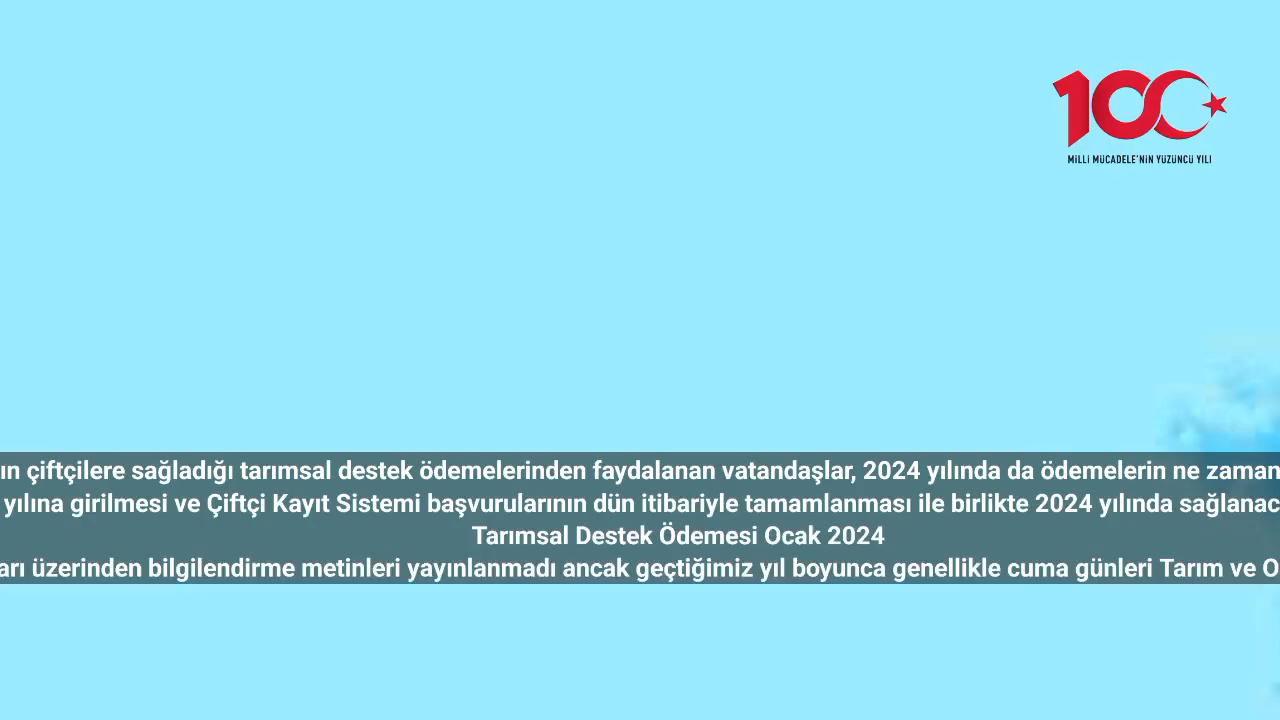 100
MİLLİ MÜCADELE'NİN YÜZÜNCÜ YILI
ın çiftçilere sağladığı tarımsal destek ödemelerinden faydalanan vatandaşlar, 2024 yılında da ödemelerin ne zaman
yılına girilmesi ve Çiftçi Kayıt Sistemi başvurularının dün itibariyle tamamlanması ile birlikte 2024 yılında sağlanac
Tarımsal Destek Ödemesi Ocak 2024
arı üzerinden bilgilendirme metinleri yayınlanmadı ancak geçtiğimiz yıl boyunca genellikle cuma günleri Tarım ve O